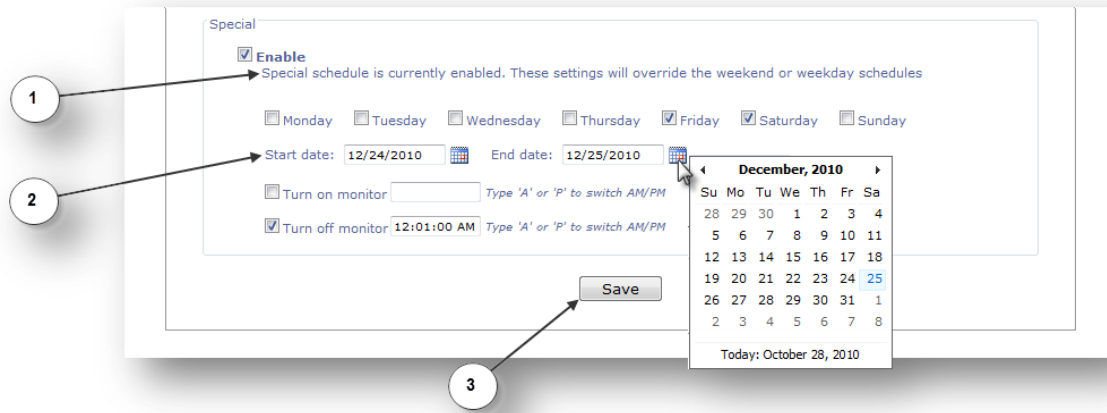 Special
Enable
Special schedule is currently enabled. These settings will override the weekend or weekday schedules
1
Monday Tuesday Wednesday Thursday Friday Saturday Sunday
Start date: 12/24/2010 End date: 12/25/2010
2
Turn on monitor Type 'A' or 'P' to switch AM/PM
Turn off monitor 12:01:00 AM Type 'A' or 'P' to switch AM/PM
Save
3
December, 2010
Su Mo Tu We Th Fr Sa
28 29 30 1 2 3 4
5 6 7 8 9 10 11
12 13 14 15 16 17 18
19 20 21 22 23 24 25
26 27 28 29 30 31 1
2 3 4 5 6 7 8
Today: October 28, 2010